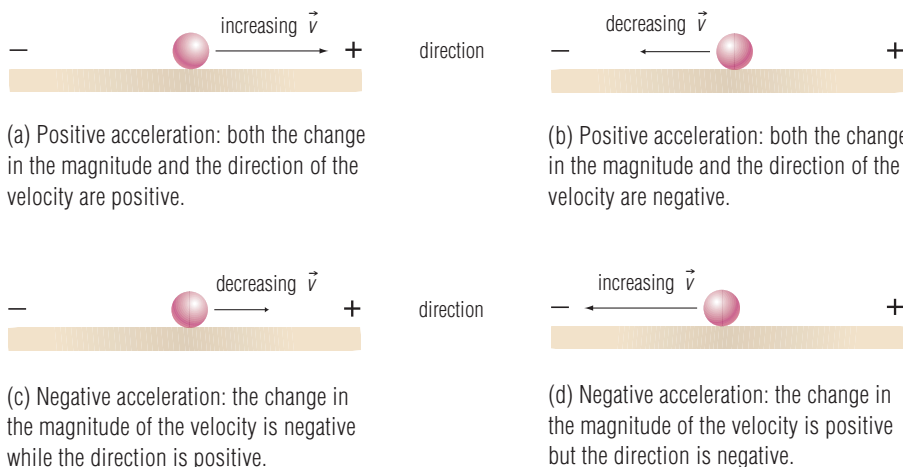 increasing v
− +
direction
decreasing v
− +
(a) Positive acceleration: both the change
in the magnitude and the direction of the
velocity are positive.
(b) Positive acceleration: both the change
in the magnitude and the direction of the
velocity are negative.
decreasing v
− +
direction
increasing v
− +
(c) Negative acceleration: the change in
the magnitude of the velocity is negative
while the direction is positive.
(d) Negative acceleration: the change in
the magnitude of the velocity is positive
but the direction is negative.